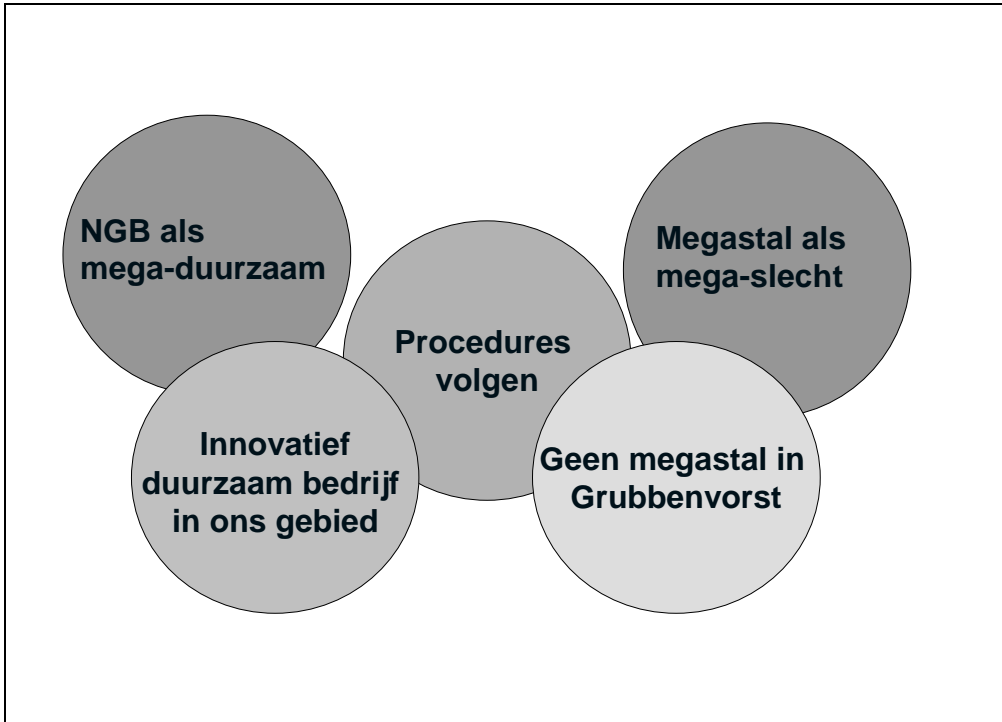 NGB als
mega-duurzaam
Megastal als
mega-slecht
Procedures
volgen
Innovatief
duurzaam bedrijf
in ons gebied
Geen megastal in
Grubbenvorst